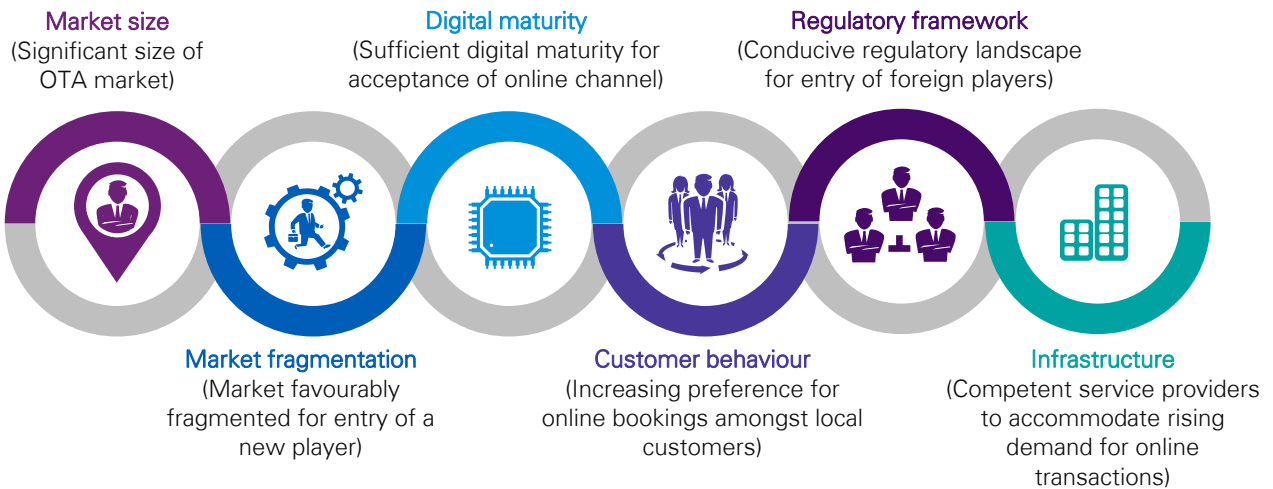 Market size
(Significant size of
OTA market)
Digital maturity
(Sufficient digital maturity for
acceptance of online channel)
Regulatory framework
(Conducive regulatory landscape
for entry of foreign players)
Market fragmentation
(Market favourably
fragmented for entry of a
new player)
Customer behaviour
(Increasing preference for
online bookings amongst local
customers)
Infrastructure
(Competent service providers
to accommodate rising
demand for online
transactions)